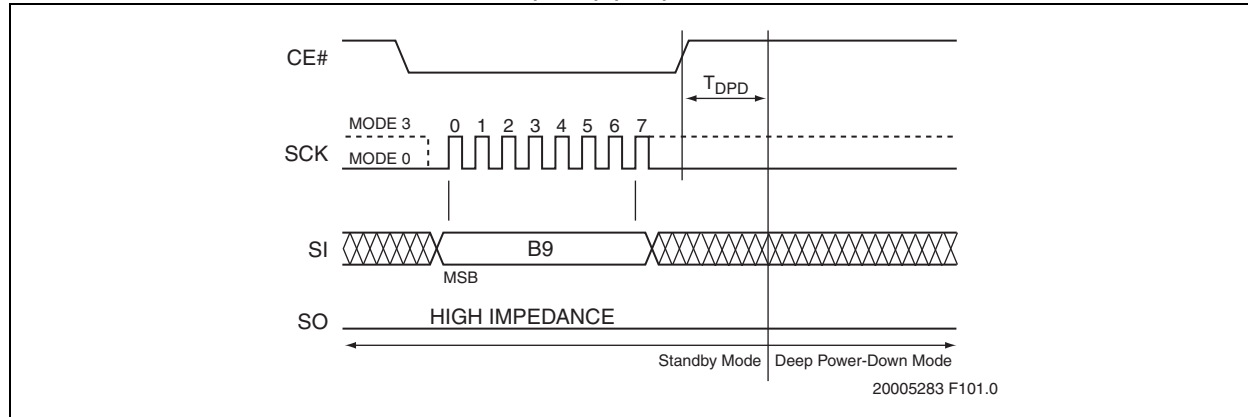 CE#
T_DPD
MODE 3
0 1 2 3 4 5 6 7
SCK
MODE 0
SI
B9
MSB
SO
HIGH IMPEDANCE
Standby Mode
Deep Power-Down Mode
20005283 F101.0